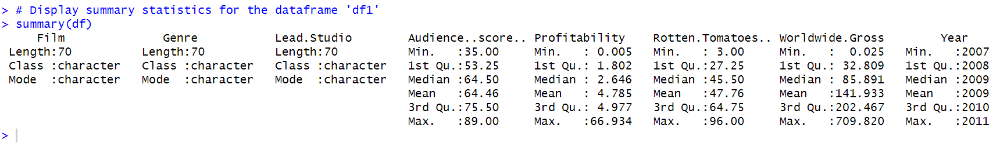 > # Display summary statistics for the dataframe 'df1'
> summary(df)
     Film              Genre           Lead.Studio        Audience..score.. Profitability    Rotten.Tomatoes.. Worldwide.Gross        Year     
 Length:70          Length:70          Length:70          Min.   :35.00     Min.   : 0.005   Min.   : 3.00     Min.   :  0.025   Min.   :2007  
 Class :character   Class :character   Class :character   1st Qu.:53.25     1st Qu.: 1.802   1st Qu.:27.25     1st Qu.: 32.809   1st Qu.:2008  
 Mode  :character   Mode  :character   Mode  :character   Median :64.50     Median : 2.646   Median :45.50     Median : 85.891   Median :2009  
                                                          Mean   :64.46     Mean   : 4.785   Mean   :47.76     Mean   :141.933   Mean   :2009  
                                                          3rd Qu.:75.50     3rd Qu.: 4.977   3rd Qu.:64.75     3rd Qu.:202.467   3rd Qu.:2010  
                                                          Max.   :89.00     Max.   :66.934   Max.   :96.00     Max.   :709.820   Max.   :2011  
>